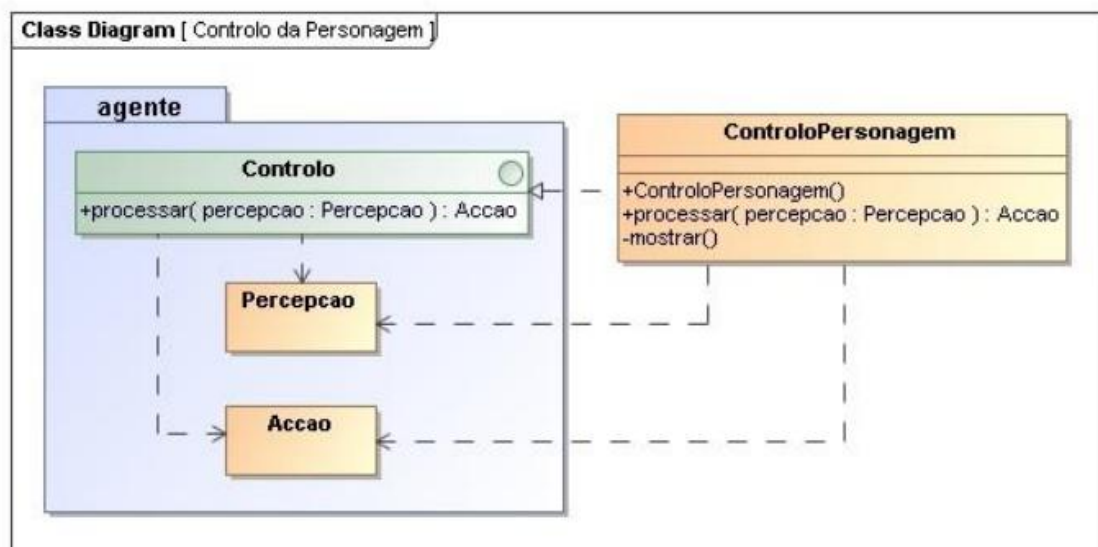 Class Diagram [ Controlo da Personagem ]
agente
Controlo
+processar( percepcao : Percepcao ) : Accao
Percepcao
Accao
ControloPersonagem
+ControloPersonagem()
+processar( percepcao : Percepcao ) : Accao
-mostrar()